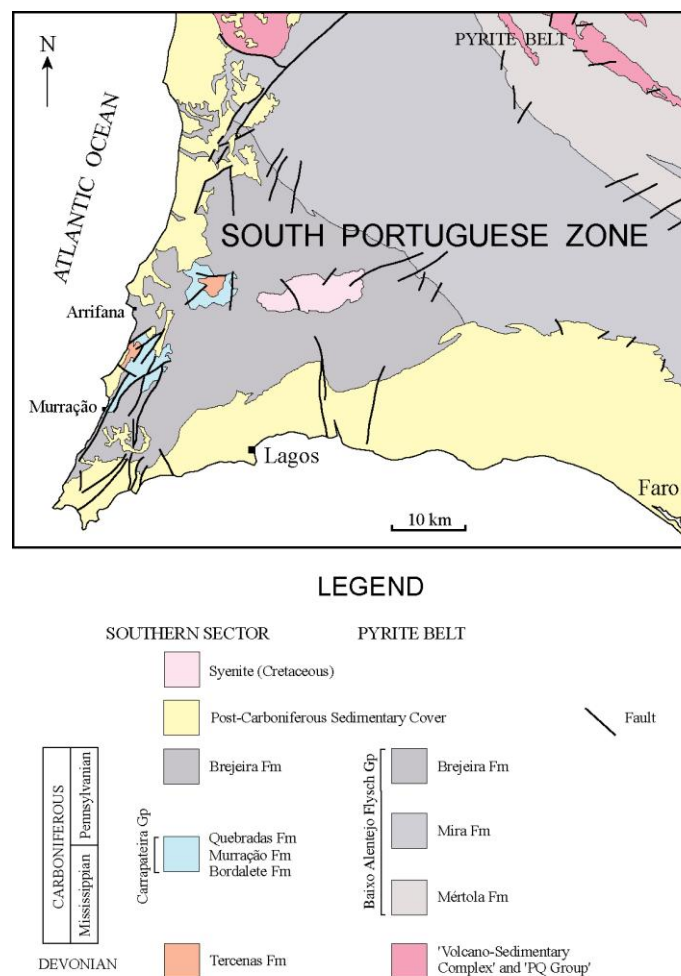 N
PYRITE BELT
ATLANTIC OCEAN
SOUTH PORTUGUESE ZONE
Arrifana
Murração
Lagos
Faro
10 km
LEGEND
SOUTHERN SECTOR
PYRITE BELT
Syenite (Cretaceous)
Post-Carboniferous Sedimentary Cover
Fault
CARBONIFEROUS
Pennsylvanian
Mississippian
Brejeira Fm
Carrapateira Gp
Quebradas Fm
Murração Fm
Bordalete Fm
Baixo Alentejo Flysch Gp
Brejeira Fm
Mira Fm
Mértola Fm
DEVONIAN
Tercenas Fm
'Volcano-Sedimentary
Complex' and 'PQ Group'